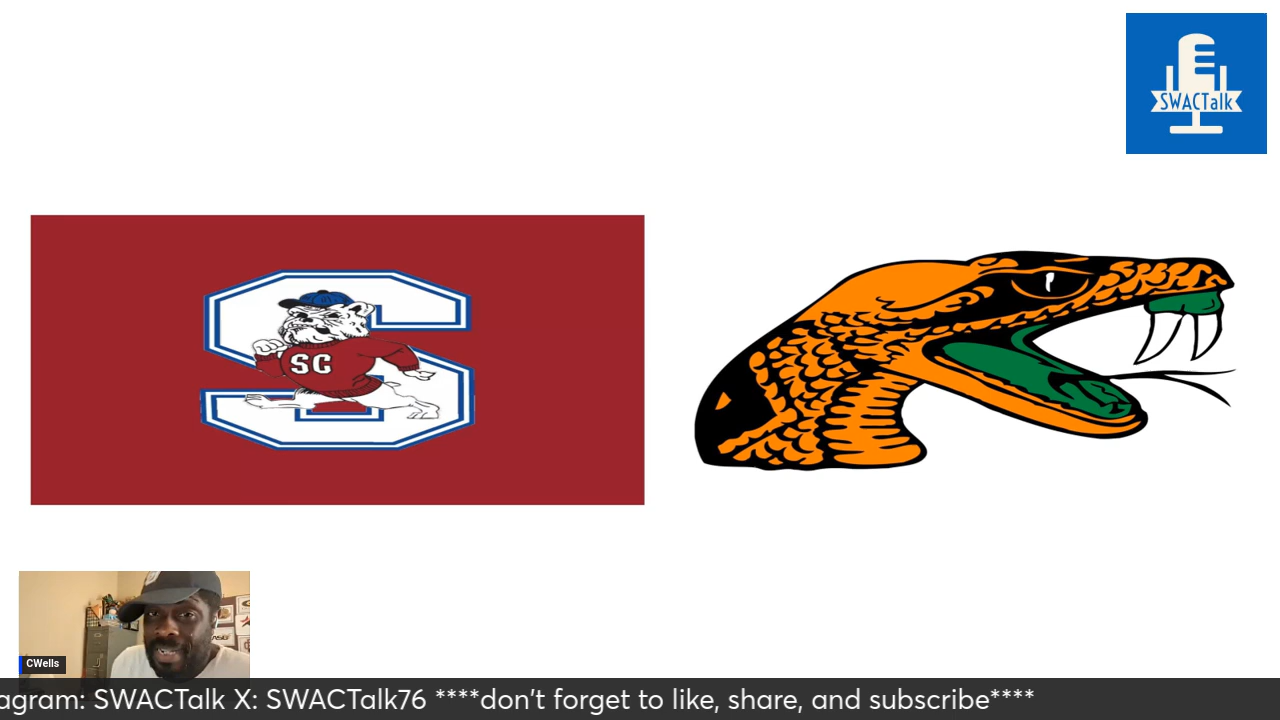 SWACTalk
SC
CWells
agram: SWACTalk X: SWACTalk76 ****don't forget to like, share, and subscribe****